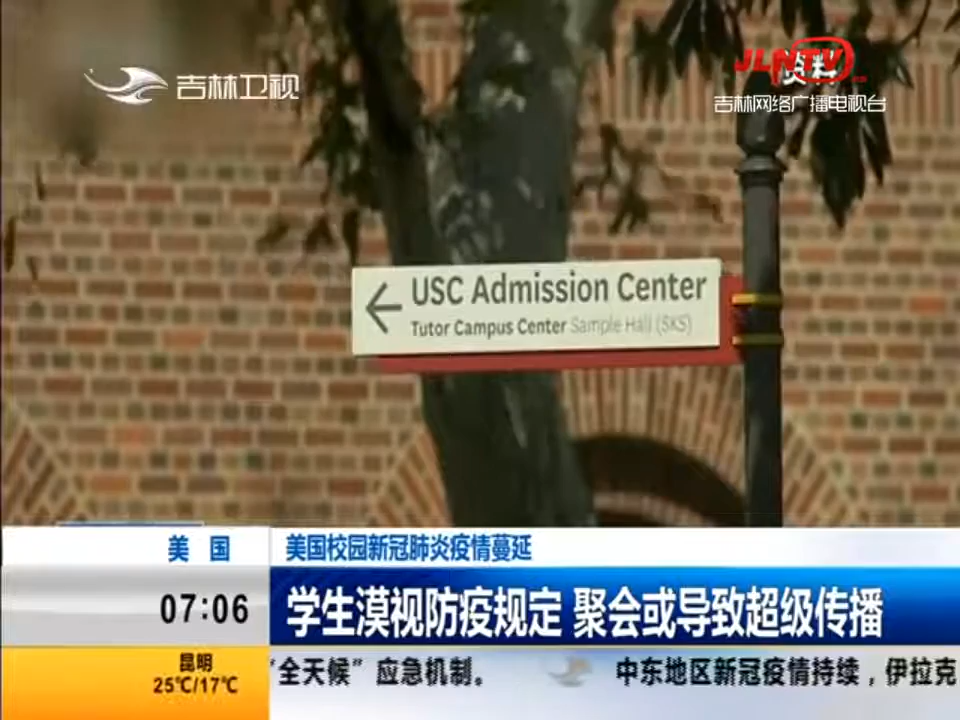 吉林卫视
JLNTV
资料
吉林网络广播电视台
USC Admission Center
Tutor Campus Center Sample Hall (SKS)
美国
美国校园新冠肺炎疫情蔓延
07:06
学生漠视防疫规定 聚会或导致超级传播
昆明
25℃/17℃
“全天候”应急机制。 中东地区新冠疫情持续，伊拉克